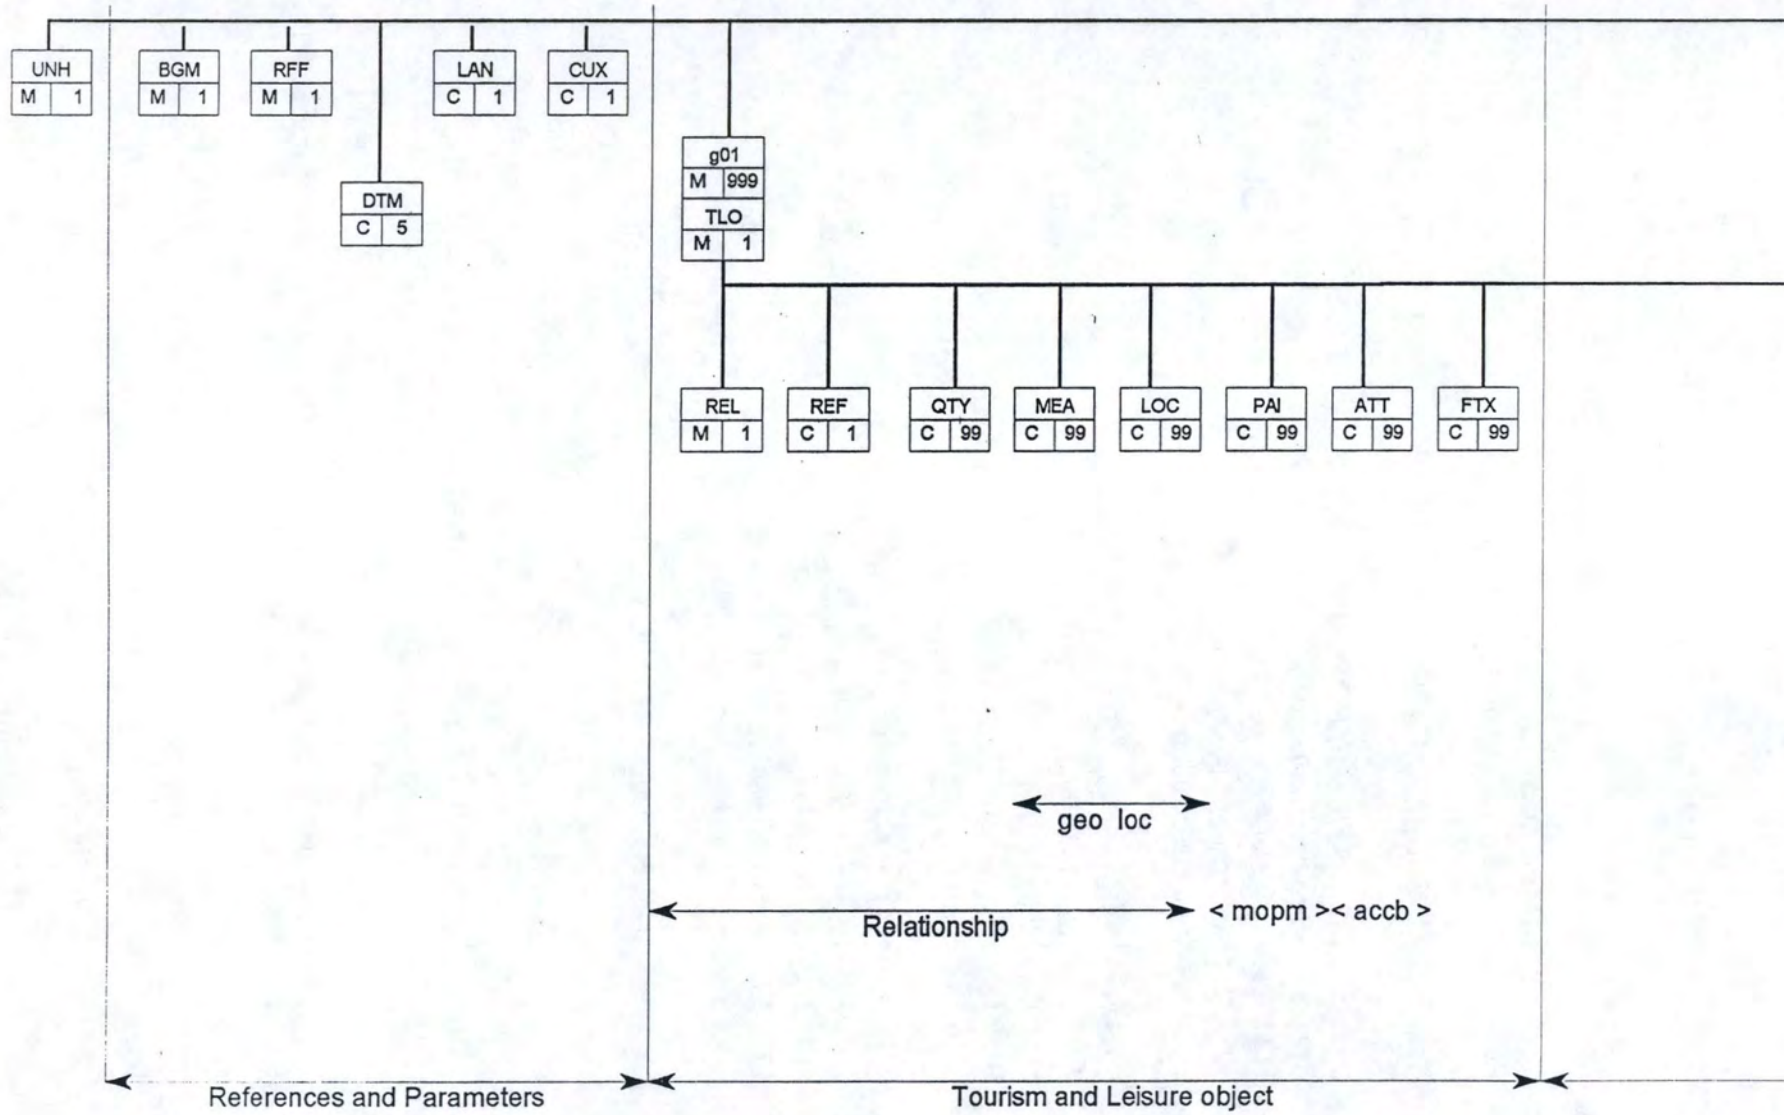 UNH
M 1
BGM
M 1
RFF
M 1
DTM
C 5
LAN
C 1
CUX
C 1
g01
M 999
TLO
M 1
REL
M 1
REF
C 1
QTY
C 99
MEA
C 99
LOC
C 99
PAI
C 99
ATT
C 99
FTX
C 99
geo loc
Relationship
< mopm >< accb >
References and Parameters
Tourism and Leisure object